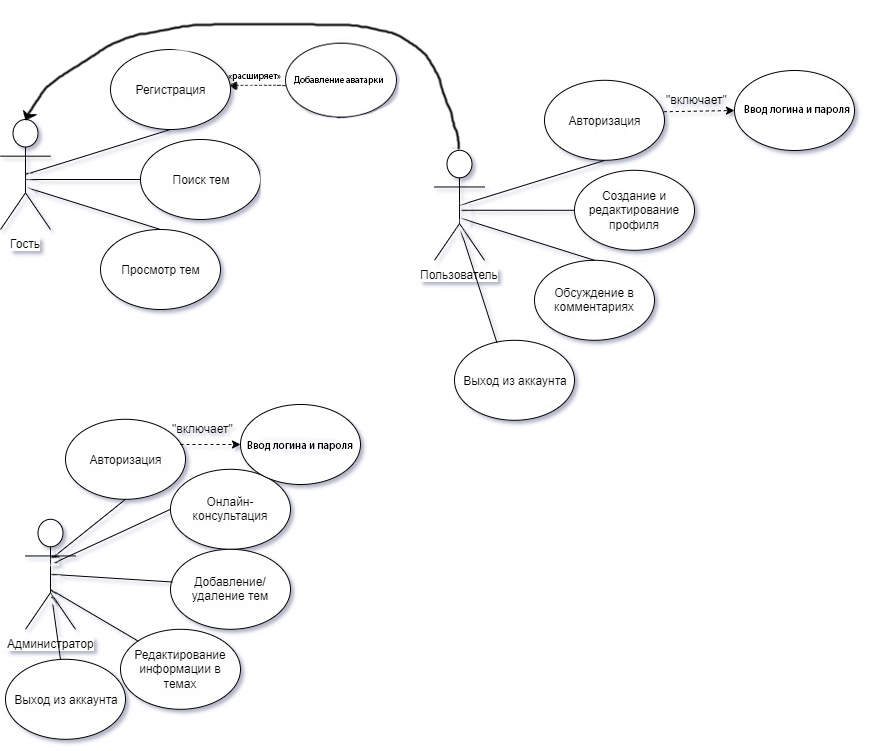 Регистрация
«расширяет»
Добавление аватарки
Поиск тем
Гость
Просмотр тем
Авторизация
"включает"
Ввод логина и пароля
Создание и
редактирование
профиля
Пользователь
Обсуждение в
комментариях
Выход из аккаунта
Авторизация
"включает"
Ввод логина и пароля
Онлайн-
консультация
Добавление/
удаление тем
Администратор
Редактирование
информации в
темах
Выход из аккаунта